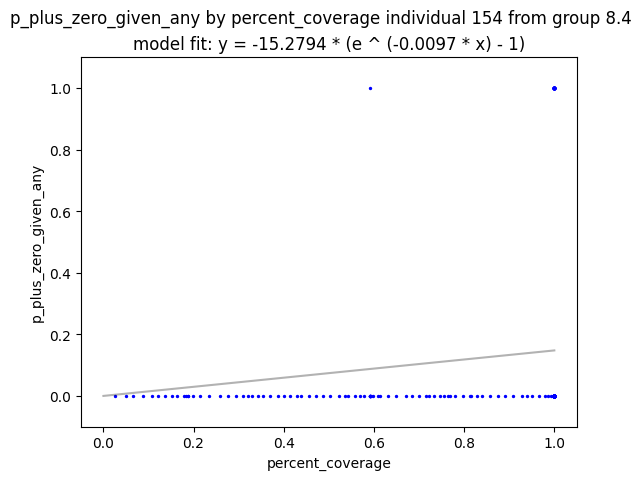 p_plus_zero_given_any by percent_coverage individual 154 from group 8.4
model fit: y = -15.2794 * (e ^ (-0.0097 * x) - 1)
p_plus_zero_given_any
1.0
0.8
0.6
0.4
0.2
0.0
0.0 0.2 0.4 0.6 0.8 1.0
percent_coverage